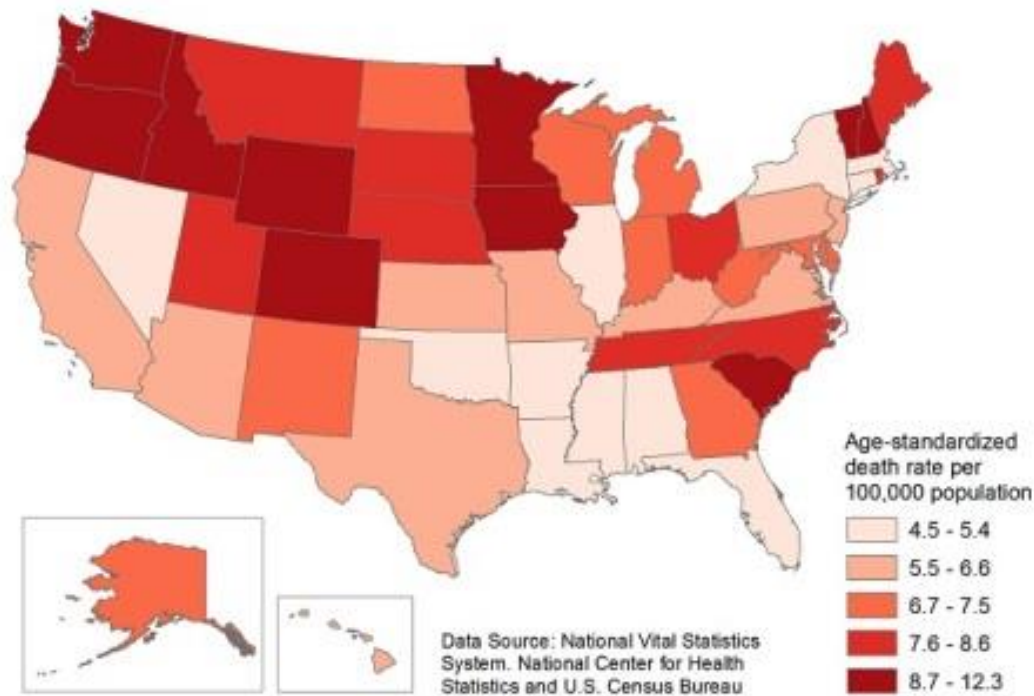 Age-standardized
death rate per
100,000 population
4.5 - 5.4
5.5 - 6.6
6.7 - 7.5
7.6 - 8.6
8.7 - 12.3
Data Source: National Vital Statistics
System. National Center for Health
Statistics and U.S. Census Bureau